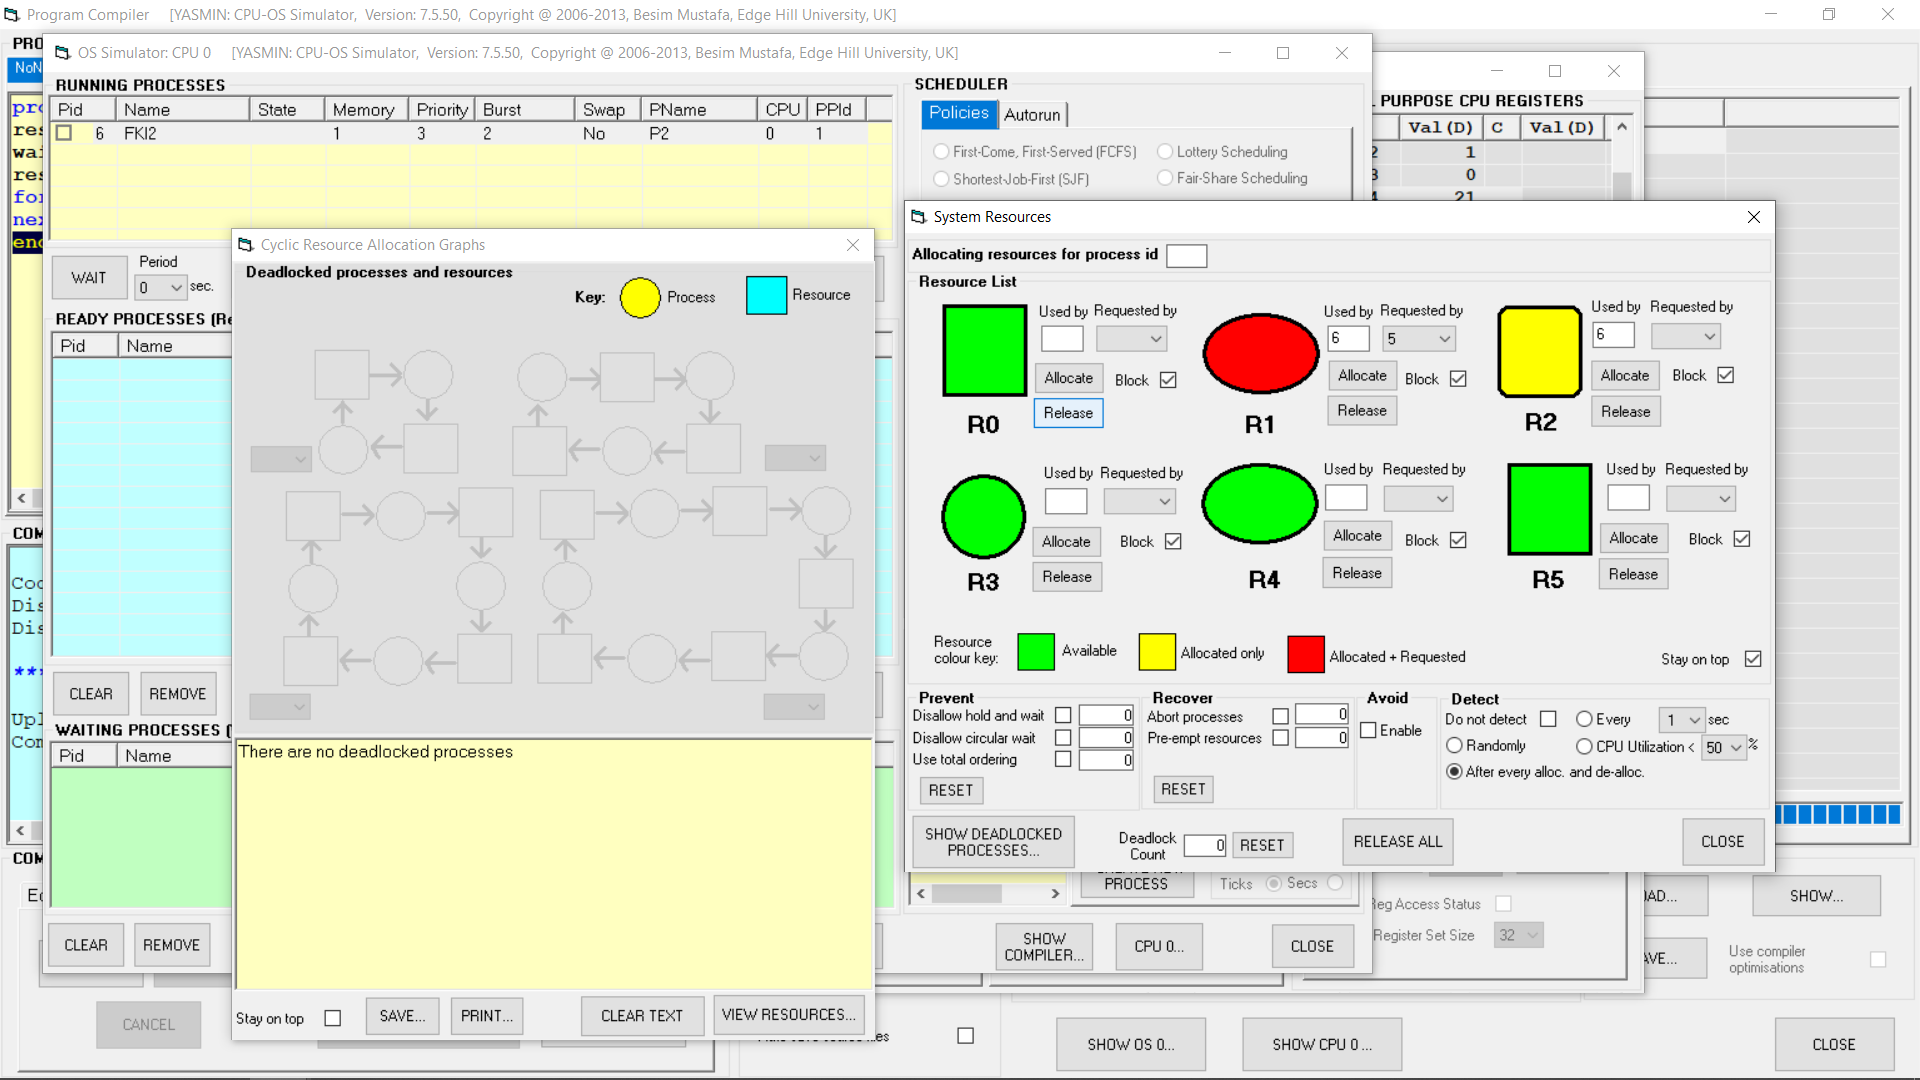 Program Compiler [YASMIN: CPU-OS Simulator, Version: 7.5.50, Copyright @ 2006-2013, Besim Mustafa, Edge Hill University, UK]
OS Simulator: CPU 0 [YASMIN: CPU-OS Simulator, Version: 7.5.50, Copyright @ 2006-2013, Besim Mustafa, Edge Hill University, UK]
RUNNING PROCESSES
Pid Name State Memory Priority Burst Swap PName CPU PPId
6 FKI2 1 3 2 No P2 0 1
SCHEDULER
Policies Autorun
First-Come, First-Served (FCFS) Lottery Scheduling
Shortest-Job-First (SJF) Fair-Share Scheduling
PURPOSE CPU REGISTERS
Val(D) C Val(D)
1
0
21
WAIT
Period
0 sec.
READY PROCESSES (Re
Pid Name
CLEAR REMOVE
WAITING PROCESSES (
Pid Name
CLEAR REMOVE
CANCEL
Cyclic Resource Allocation Graphs
Deadlocked processes and resources
Key: Process Resource
There are no deadlocked processes
Stay on top SAVE... PRINT... CLEAR TEXT VIEW RESOURCES...
System Resources
Allocating resources for process id
Resource List
Used by Requested by
Allocate Block
Release
R0
Used by Requested by
6 5
Allocate Block
Release
R1
Used by Requested by
6
Allocate Block
Release
R2
Used by Requested by
Allocate Block
Release
R3
Used by Requested by
Allocate Block
Release
R4
Used by Requested by
Allocate Block
Release
R5
Resource colour key: Available Allocated only Allocated + Requested Stay on top
Prevent
Disallow hold and wait 0
Disallow circular wait 0
Use total ordering 0
RESET
Recover
Abort processes 0
Pre-empt resources 0
RESET
Avoid
Enable
Detect
Do not detect Every 1 sec
Randomly CPU Utilization < 50 %
After every alloc. and de-alloc.
SHOW DEADLOCKED PROCESSES...
Deadlock Count 0 RESET
RELEASE ALL
CLOSE
PROCESS
Ticks Secs
SHOW COMPILER... CPU 0... CLOSE
Reg Access Status
Register Set Size 32
SHOW...
Use compiler optimisations
SHOW OS 0... SHOW CPU 0 ... CLOSE